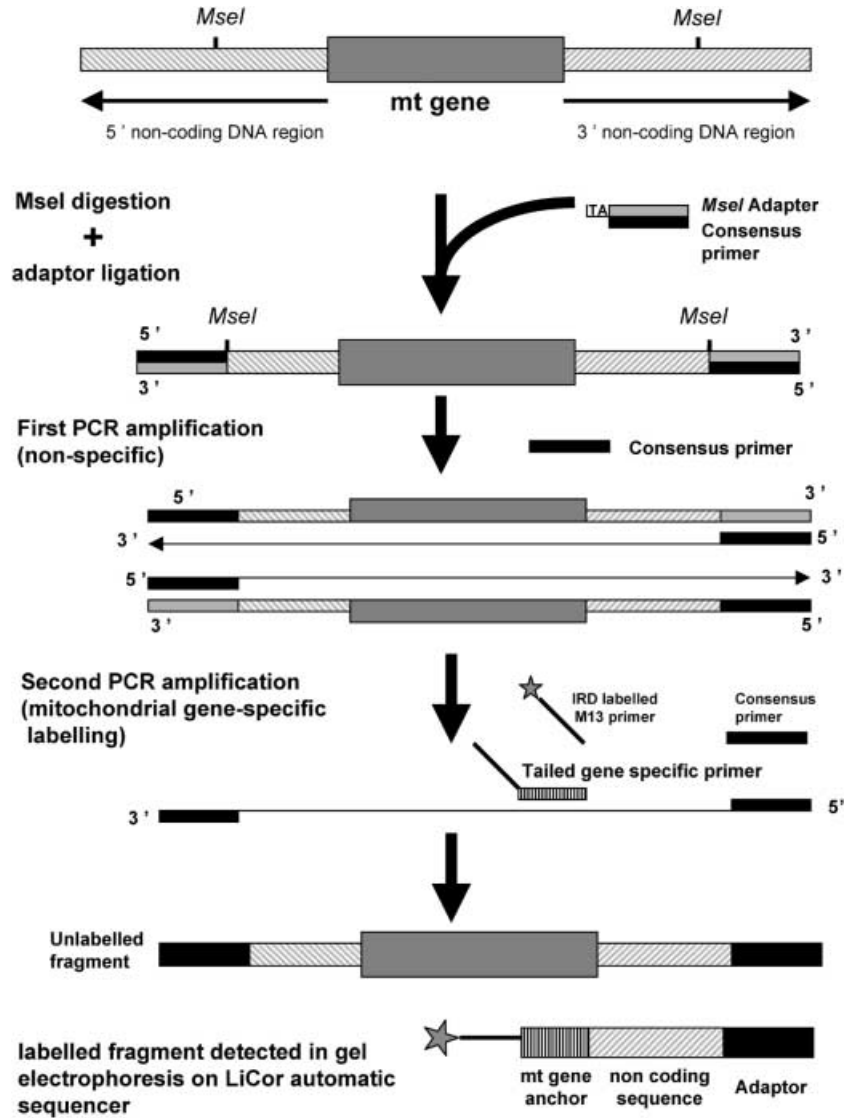 MseI
MseI
mt gene
5 ' non-coding DNA region
3 ' non-coding DNA region
MseI digestion
+
adaptor ligation
TA
MseI Adapter
Consensus
primer
MseI
MseI
5 '
3 '
3 '
5 '
First PCR amplification
(non-specific)
Consensus primer
5 '
3 '
3 '
5 '
5 '
3 '
3 '
5 '
Second PCR amplification
(mitochondrial gene-specific
labelling)
IRD labelled
M13 primer
Consensus
primer
Tailed gene specific primer
3 '
5 '
Unlabelled
fragment
labelled fragment detected in gel
electrophoresis on LiCor automatic
sequencer
mt gene
anchor
non coding
sequence
Adaptor